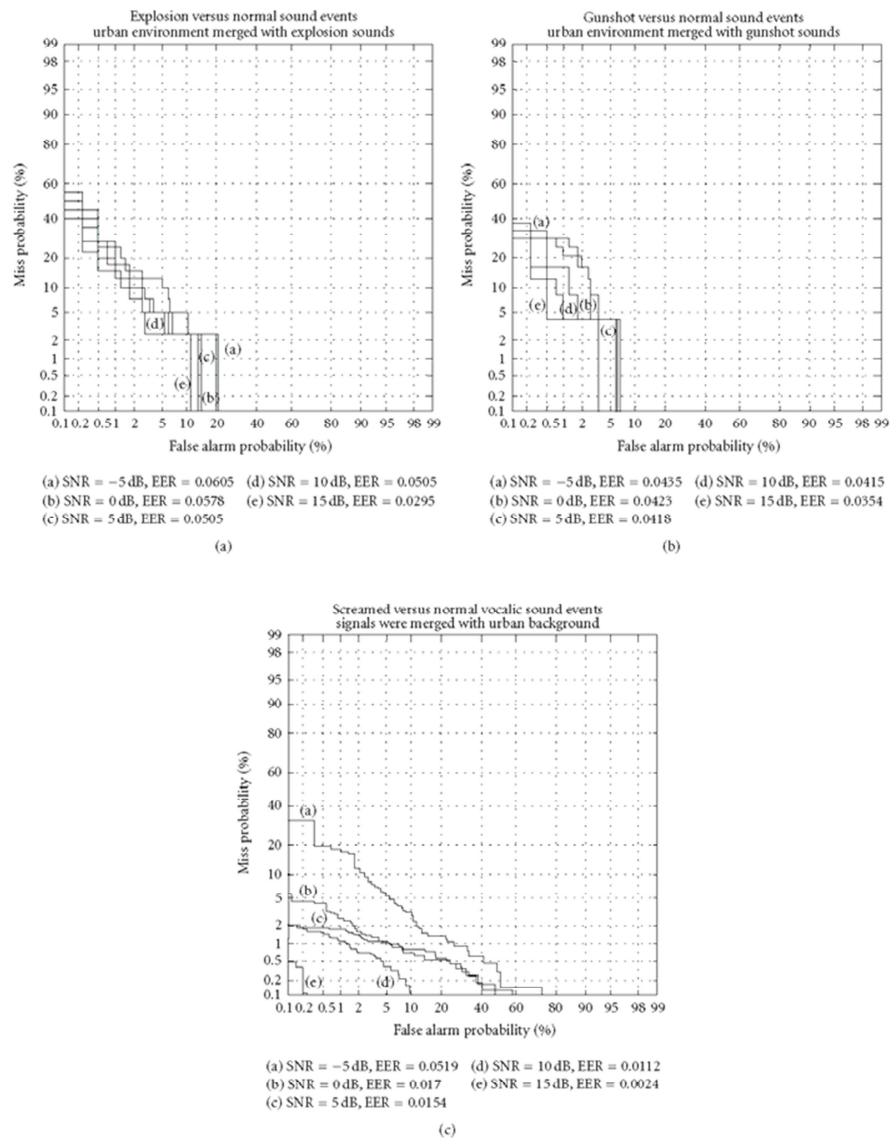 Explosion versus normal sound events
urban environment merged with explosion sounds
99
98
95
90
80
60
40
20
10
5
2
1
0.5
0.2
0.1
Miss probability (%)
(d)
(c)
(a)
(e)
(b)
0.1 0.2 0.5 1 2 5 10 20 40 60 80 90 95 98 99
False alarm probability (%)
(a) SNR = −5 dB, EER = 0.0605 (d) SNR = 10 dB, EER = 0.0505
(b) SNR = 0 dB, EER = 0.0578 (e) SNR = 15 dB, EER = 0.0295
(c) SNR = 5 dB, EER = 0.0505
(a)
Gunshot versus normal sound events
urban environment merged with gunshot sounds
99
98
95
90
80
60
40
20
10
5
2
1
0.5
0.2
0.1
Miss probability (%)
(a)
(e) (d) (b)
(c)
0.1 0.2 0.5 1 2 5 10 20 40 60 80 90 95 98 99
False alarm probability (%)
(a) SNR = −5 dB, EER = 0.0435 (d) SNR = 10 dB, EER = 0.0415
(b) SNR = 0 dB, EER = 0.0423 (e) SNR = 15 dB, EER = 0.0354
(c) SNR = 5 dB, EER = 0.0418
(b)
Screamed versus normal vocalic sound events
signals were merged with urban background
99
98
95
90
80
60
40
20
10
5
2
1
0.5
0.2
0.1
Miss probability (%)
(a)
(b)
(c)
(e) (d)
0.1 0.2 0.5 1 2 5 10 20 40 60 80 90 95 98 99
False alarm probability (%)
(a) SNR = −5 dB, EER = 0.0519 (d) SNR = 10 dB, EER = 0.0112
(b) SNR = 0 dB, EER = 0.017 (e) SNR = 15 dB, EER = 0.0024
(c) SNR = 5 dB, EER = 0.0154
(c)